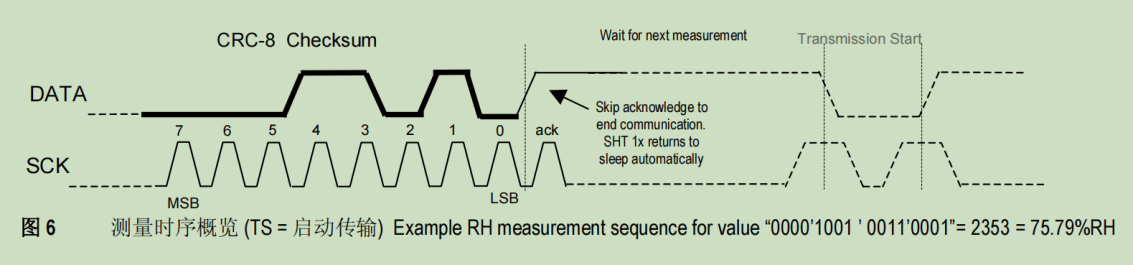 CRC-8 Checksum
Wait for next measurement
Transmission Start
DATA
Skip acknowledge to
end communication.
SHT 1x returns to
sleep automatically
7 6 5 4 3 2 1 0 ack
SCK
MSB
LSB
图 6 测量时序概览 (TS = 启动传输) Example RH measurement sequence for value “0000’1001 ’ 0011’0001”= 2353 = 75.79%RH